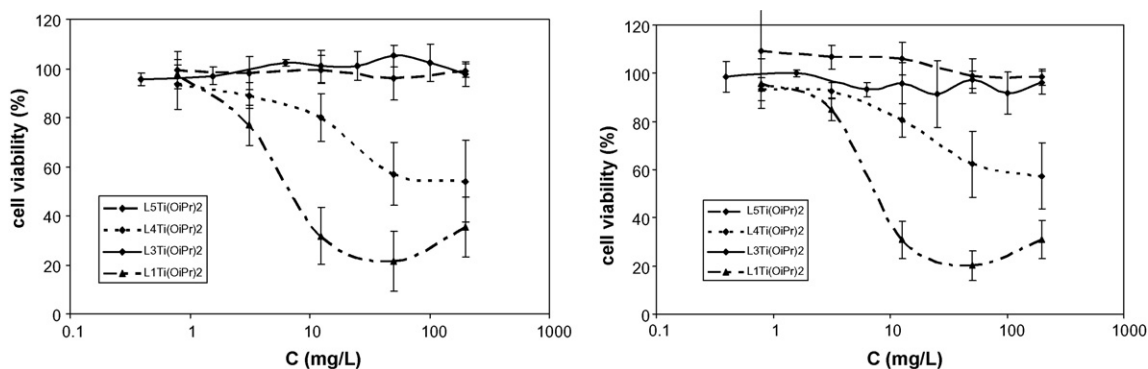 120
100
80
60
40
20
0
cell viability (%)
L5Ti(OiPr)2
L4Ti(OiPr)2
L3Ti(OiPr)2
L1Ti(OiPr)2
0.1 1 10 100 1000
C (mg/L)
120
100
80
60
40
20
0
cell viability (%)
L5Ti(OiPr)2
L4Ti(OiPr)2
L3Ti(OiPr)2
L1Ti(OiPr)2
0.1 1 10 100 1000
C (mg/L)